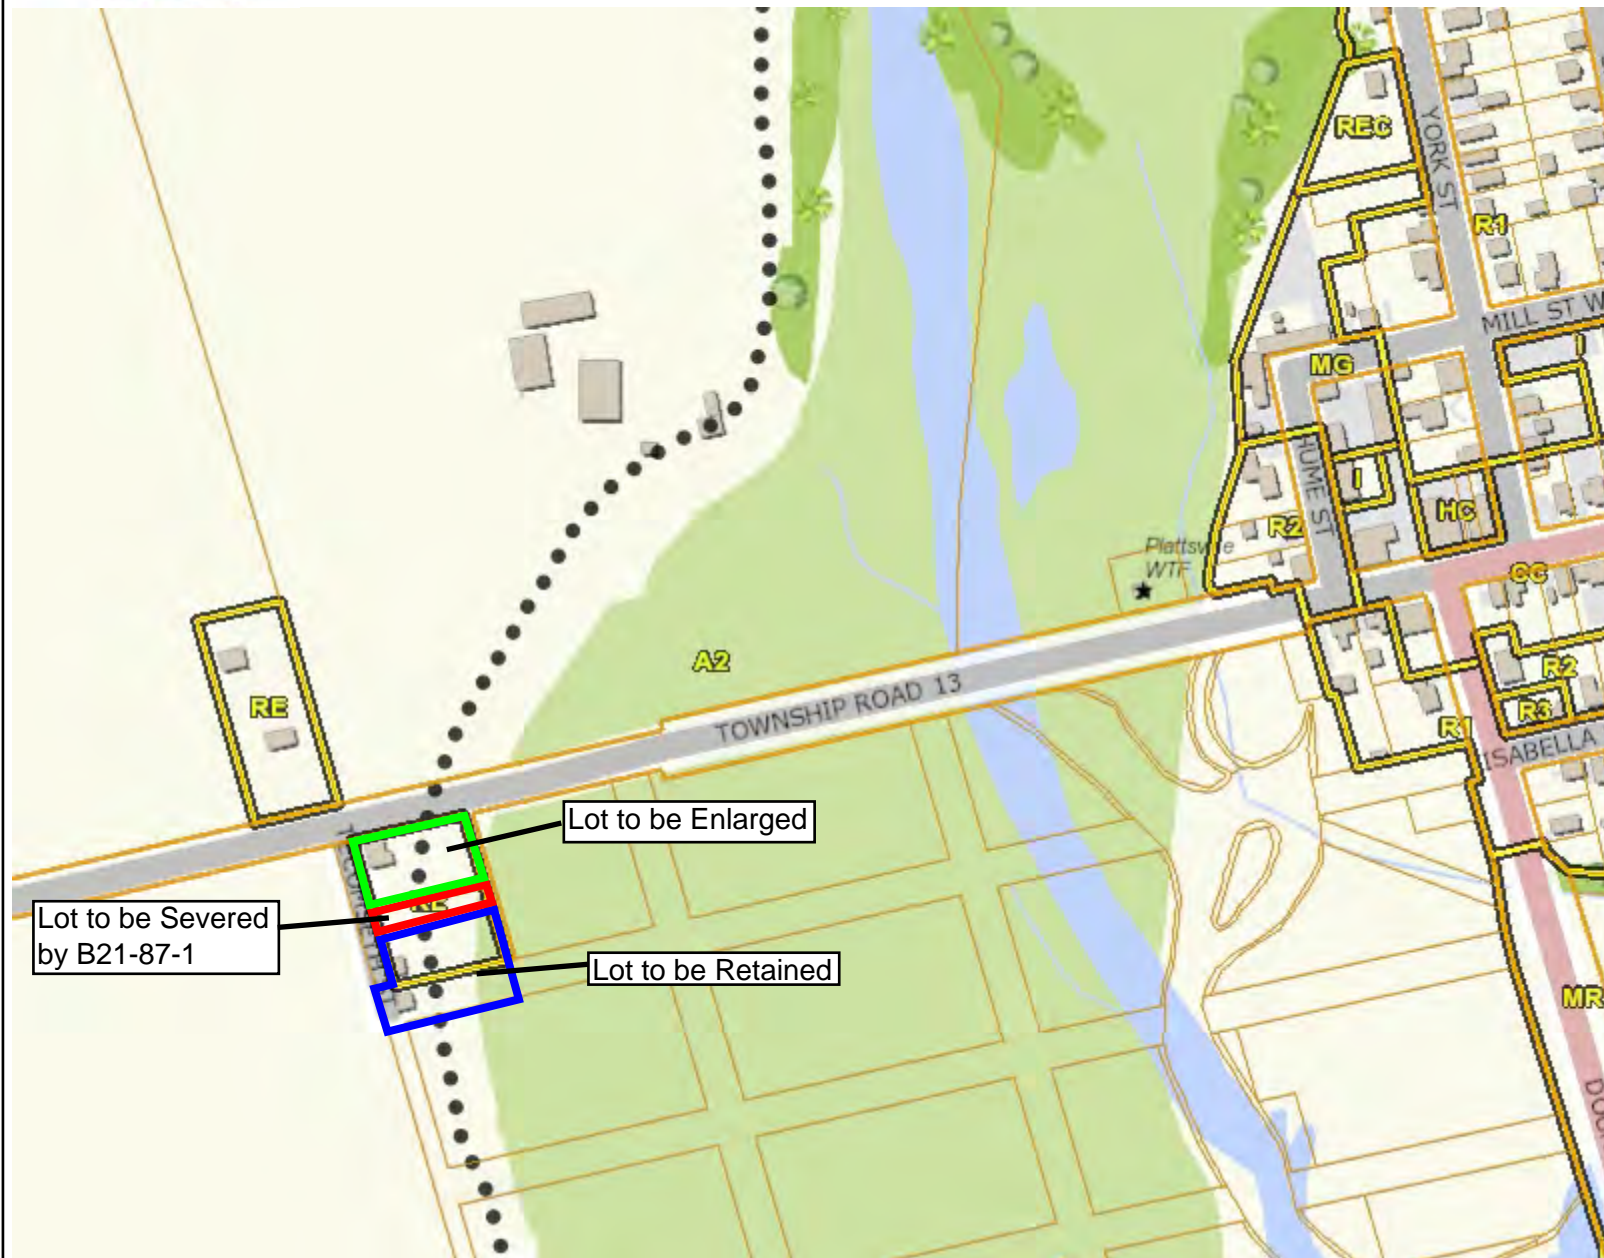 REC
YORK ST
R1
MILL ST W
I
MG
HUME ST
I
HC
R2
Plattsville
WTF
CC
A2
R2
RE
TOWNSHIP ROAD 13
R3
R1
ISABELLA
Lot to be Enlarged
Lot to be Severed
by B21-87-1
Lot to be Retained
MR